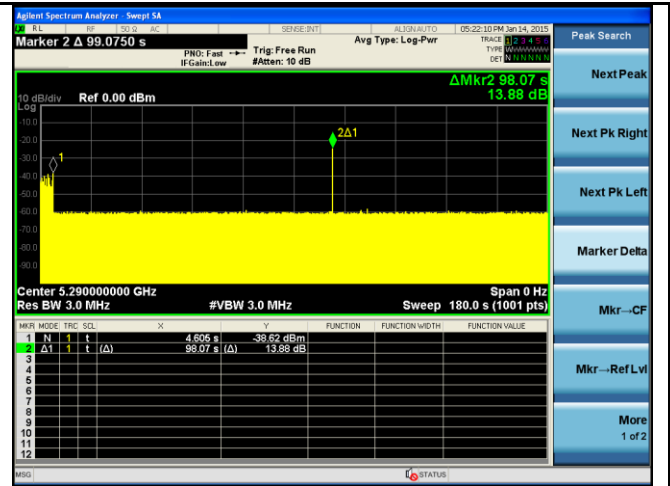 Agilent Spectrum Analyzer - Swept SA
RL RF 50 Ω AC SENSE:INT ALIGN AUTO 05:22:10 PM Jan 14, 2015
Marker 2 Δ 99.0750 s
PNO: Fast
IFGain:Low
Trig: Free Run
#Atten: 10 dB
Avg Type: Log-Pwr
TRACE 1 2 3 4 5 6
TYPE W
DET N N N N N N
ΔMkr2 98.07 s
13.88 dB
10 dB/div Ref 0.00 dBm
Log
-10.0
-20.0
-30.0
-40.0
-50.0
-60.0
-70.0
-80.0
-90.0
1
2Δ1
Center 5.290000000 GHz Span 0 Hz
Res BW 3.0 MHz #VBW 3.0 MHz Sweep 180.0 s (1001 pts)
MKR MODE TRC SCL X Y FUNCTION FUNCTION WIDTH FUNCTION VALUE
1 N 1 t 4.605 s -38.62 dBm
2 Δ1 1 t (Δ) 98.07 s (Δ) 13.88 dB
3
4
5
6
7
8
9
10
11
12
MSG STATUS
Peak Search
Next Peak
Next Pk Right
Next Pk Left
Marker Delta
Mkr→CF
Mkr→Ref Lvl
More
1 of 2